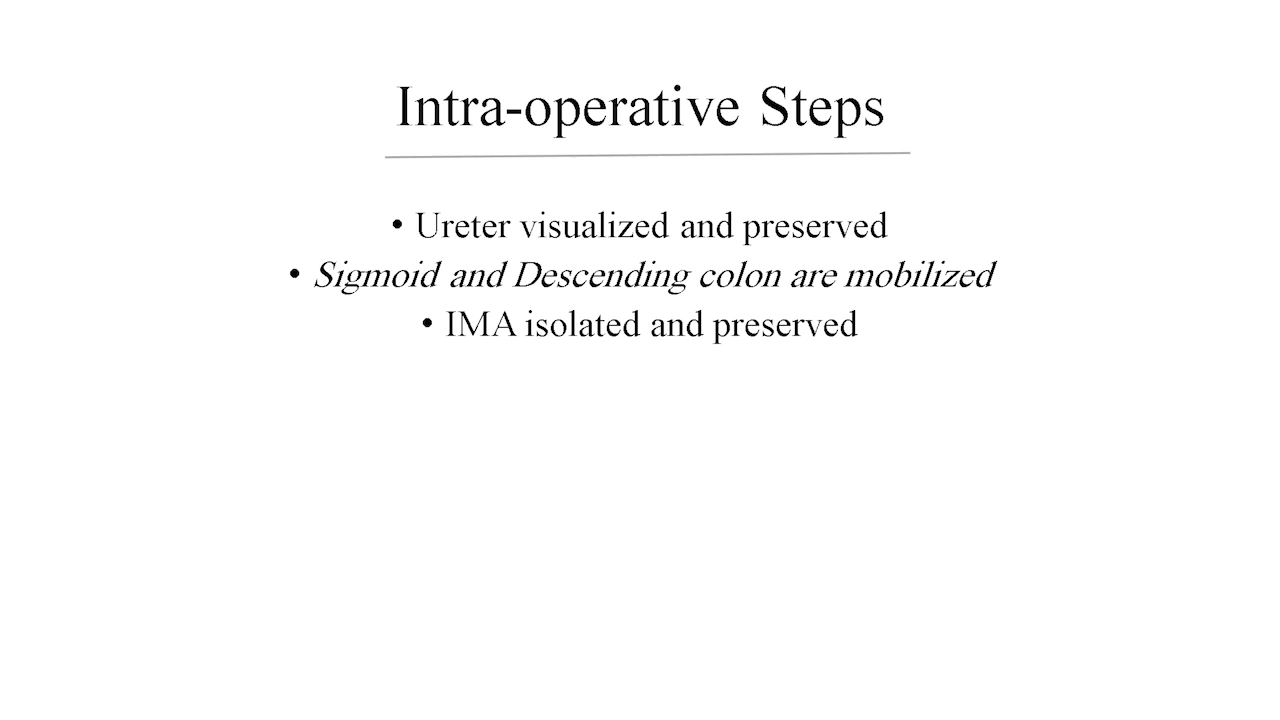 Intra-operative Steps
• Ureter visualized and preserved
• Sigmoid and Descending colon are mobilized
• IMA isolated and preserved